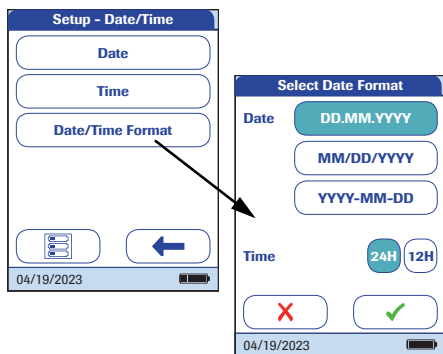 Setup - Date/Time
Date
Time
Date/Time Format
04/19/2023
Select Date Format
Date DD.MM.YYYY
MM/DD/YYYY
YYYY-MM-DD
Time 24H 12H
04/19/2023